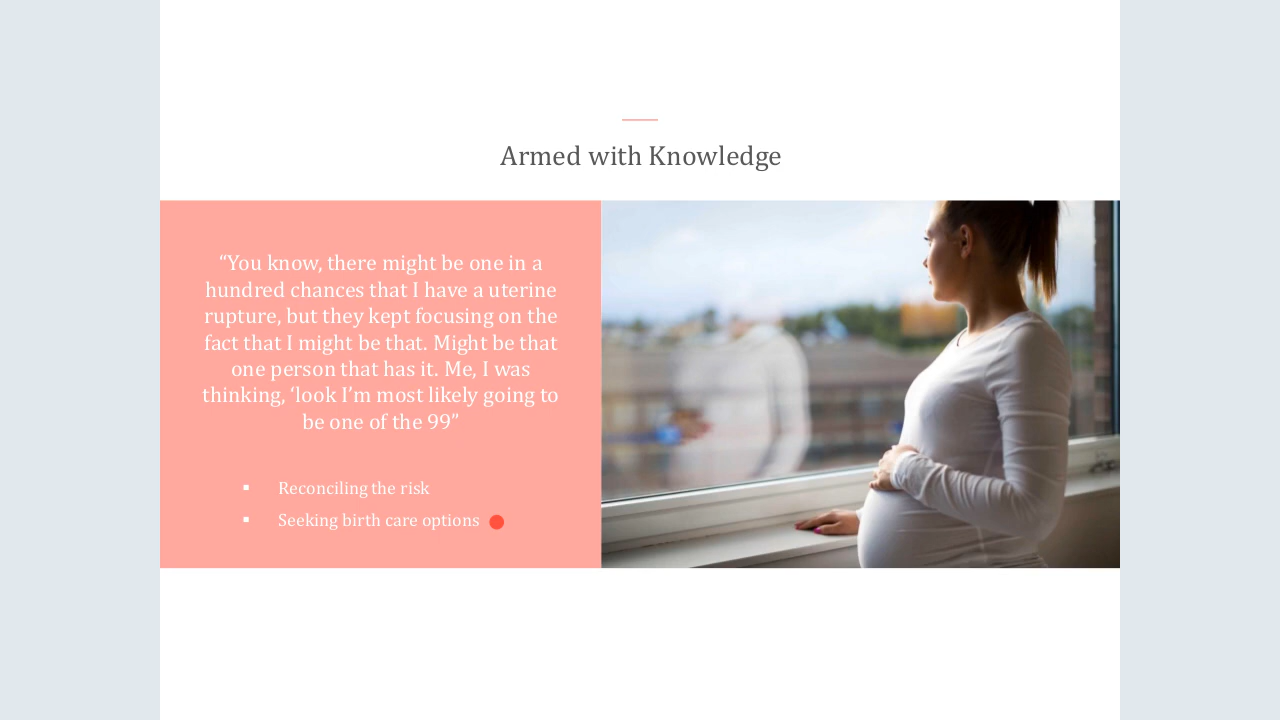 Armed with Knowledge
“You know, there might be one in a
hundred chances that I have a uterine
rupture, but they kept focusing on the
fact that I might be that. Might be that
one person that has it. Me, I was
thinking, ‘look I’m most likely going to
be one of the 99”
▪ Reconciling the risk
▪ Seeking birth care options